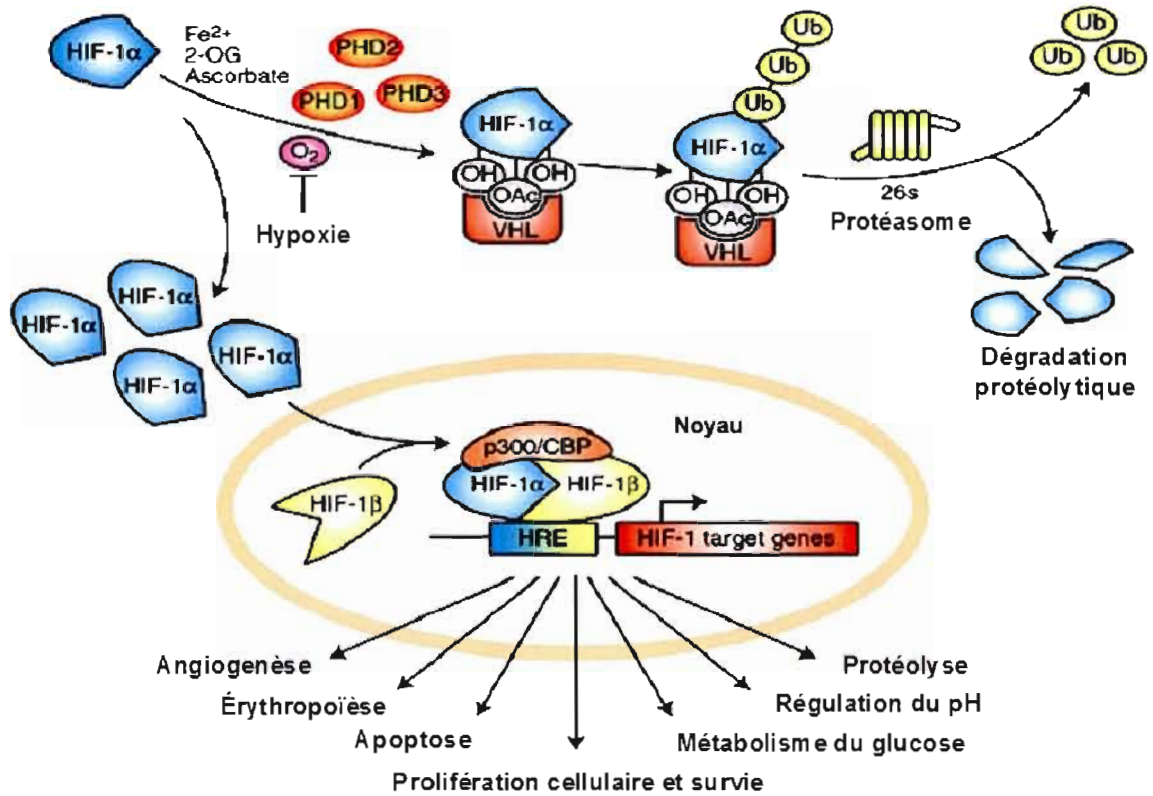 HIF-1α
Fe²⁺
2-OG
Ascorbate
PHD2
PHD1
PHD3
O₂
Hypoxie
HIF-1α
OH
OH
OAc
VHL
Ub
Ub
Ub
HIF-1α
OH
OH
OAc
VHL
26s
Protéasome
Ub
Ub
Ub
Dégradation
protéolytique
HIF-1α
HIF-1α
HIF-1α
HIF-1α
Noyau
HIF-1β
p300/CBP
HIF-1α
HIF-1β
HRE
HIF-1 target genes
Angiogenèse
Érythropoïèse
Apoptose
Prolifération cellulaire et survie
Métabolisme du glucose
Régulation du pH
Protéolyse